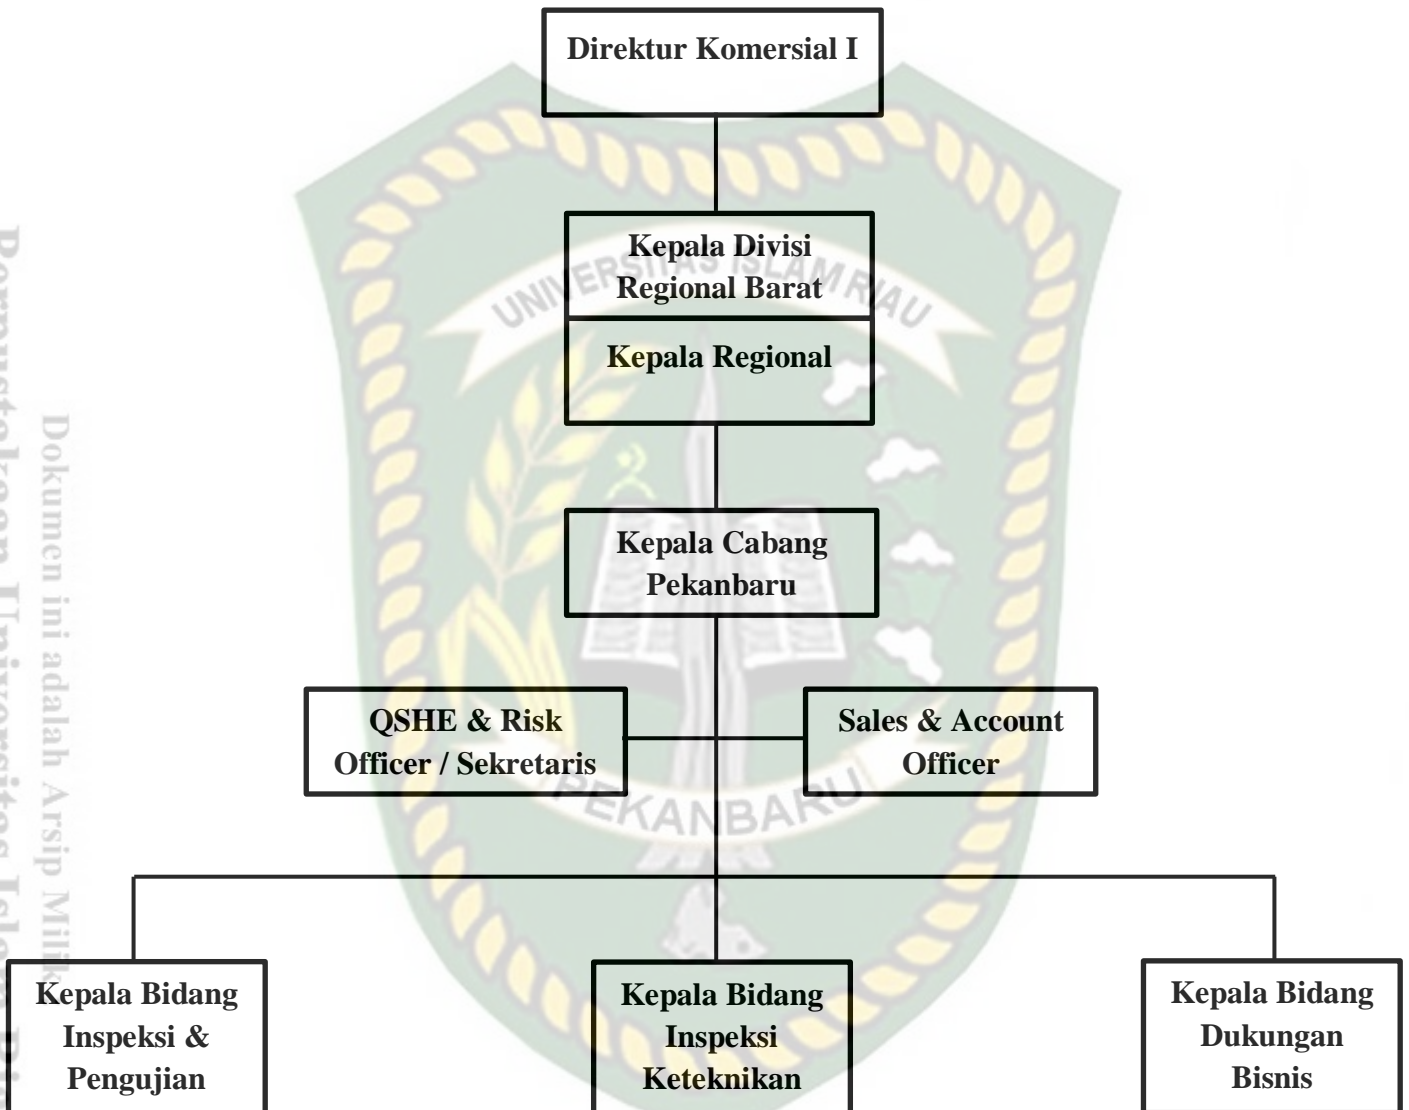 Direktur Komersial I
Kepala Divisi
Regional Barat
Kepala Regional
UNIVERSITAS ISLAM RIAU
Kepala Cabang
Pekanbaru
QSHE & Risk
Officer / Sekretaris
Sales & Account
Officer
PEKANBARU
Kepala Bidang
Inspeksi &
Pengujian
Kepala Bidang
Inspeksi
Keteknikan
Kepala Bidang
Dukungan
Bisnis
Dokumen ini adalah Arsip Milik
Universitas Islam